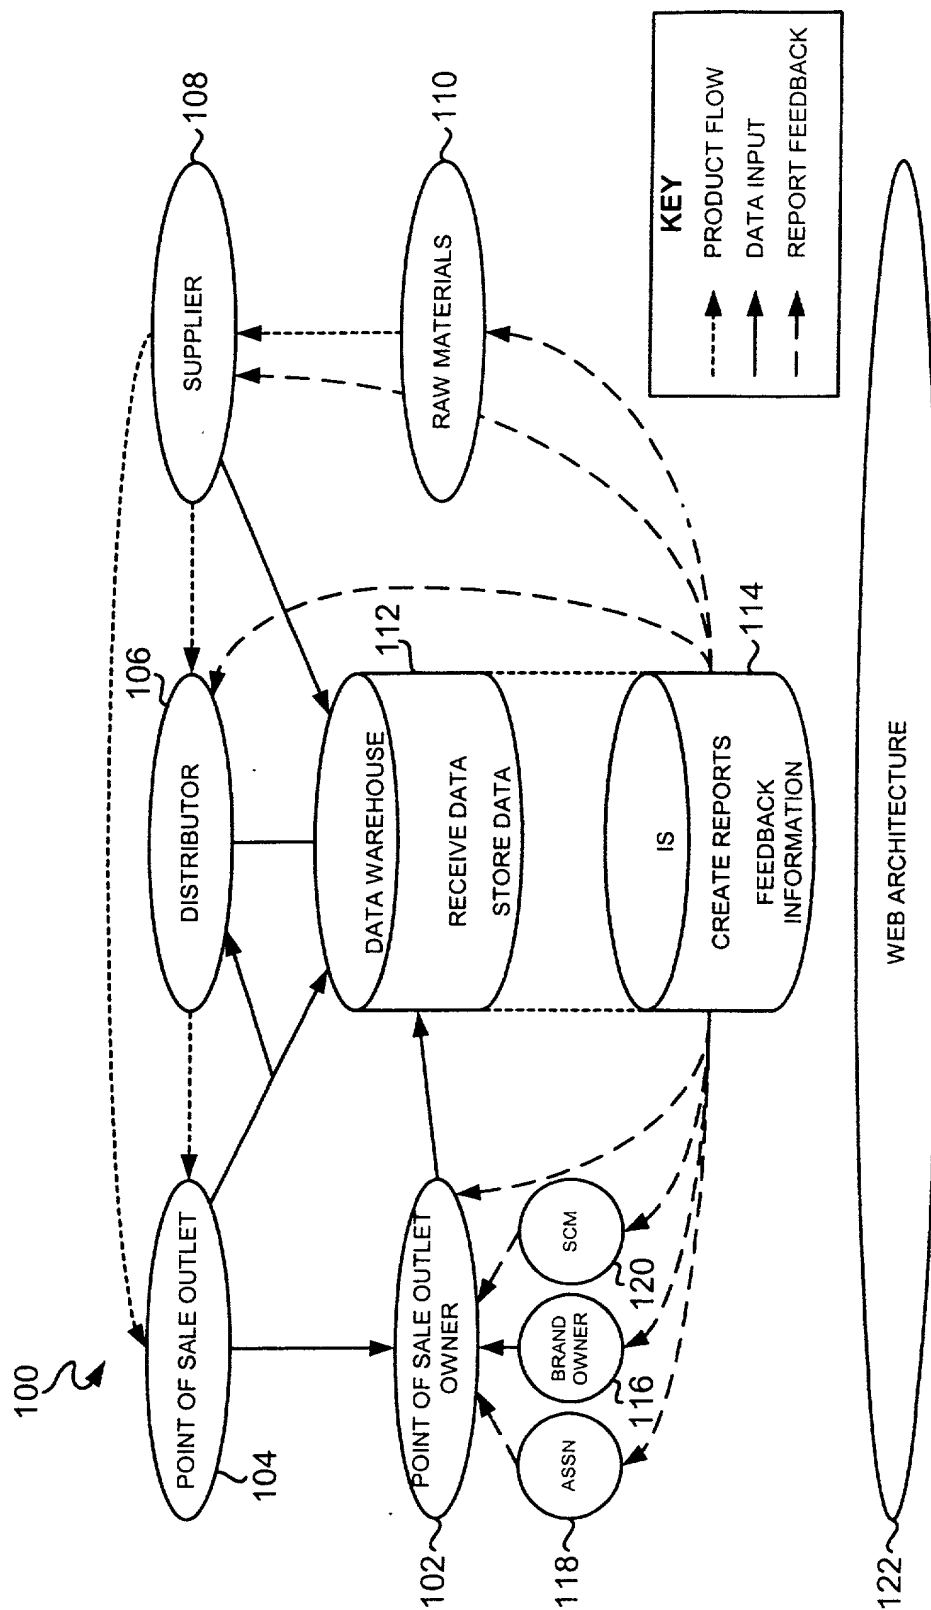 100
POINT OF SALE OUTLET
104
DISTRIBUTOR
106
SUPPLIER
108
POINT OF SALE OUTLET
OWNER
102
DATA WAREHOUSE
RECEIVE DATA
STORE DATA
112
RAW MATERIALS
110
ASSN
118
BRAND
OWNER
116
SCM
120
IS
CREATE REPORTS
FEEDBACK
INFORMATION
114
KEY
PRODUCT FLOW
DATA INPUT
REPORT FEEDBACK
WEB ARCHITECTURE
122